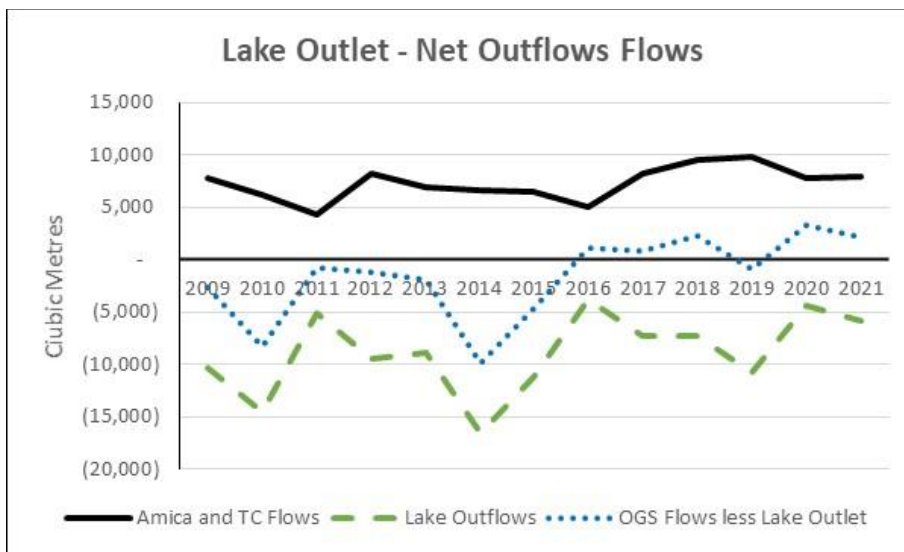 Lake Outlet - Net Outflows Flows
15,000
10,000
5,000
-
(5,000)
(10,000)
(15,000)
(20,000)
Ciubic Metres
2009 2010 2011 2012 2013 2014 2015 2016 2017 2018 2019 2020 2021
Amica and TC Flows Lake Outflows OGS Flows less Lake Outlet